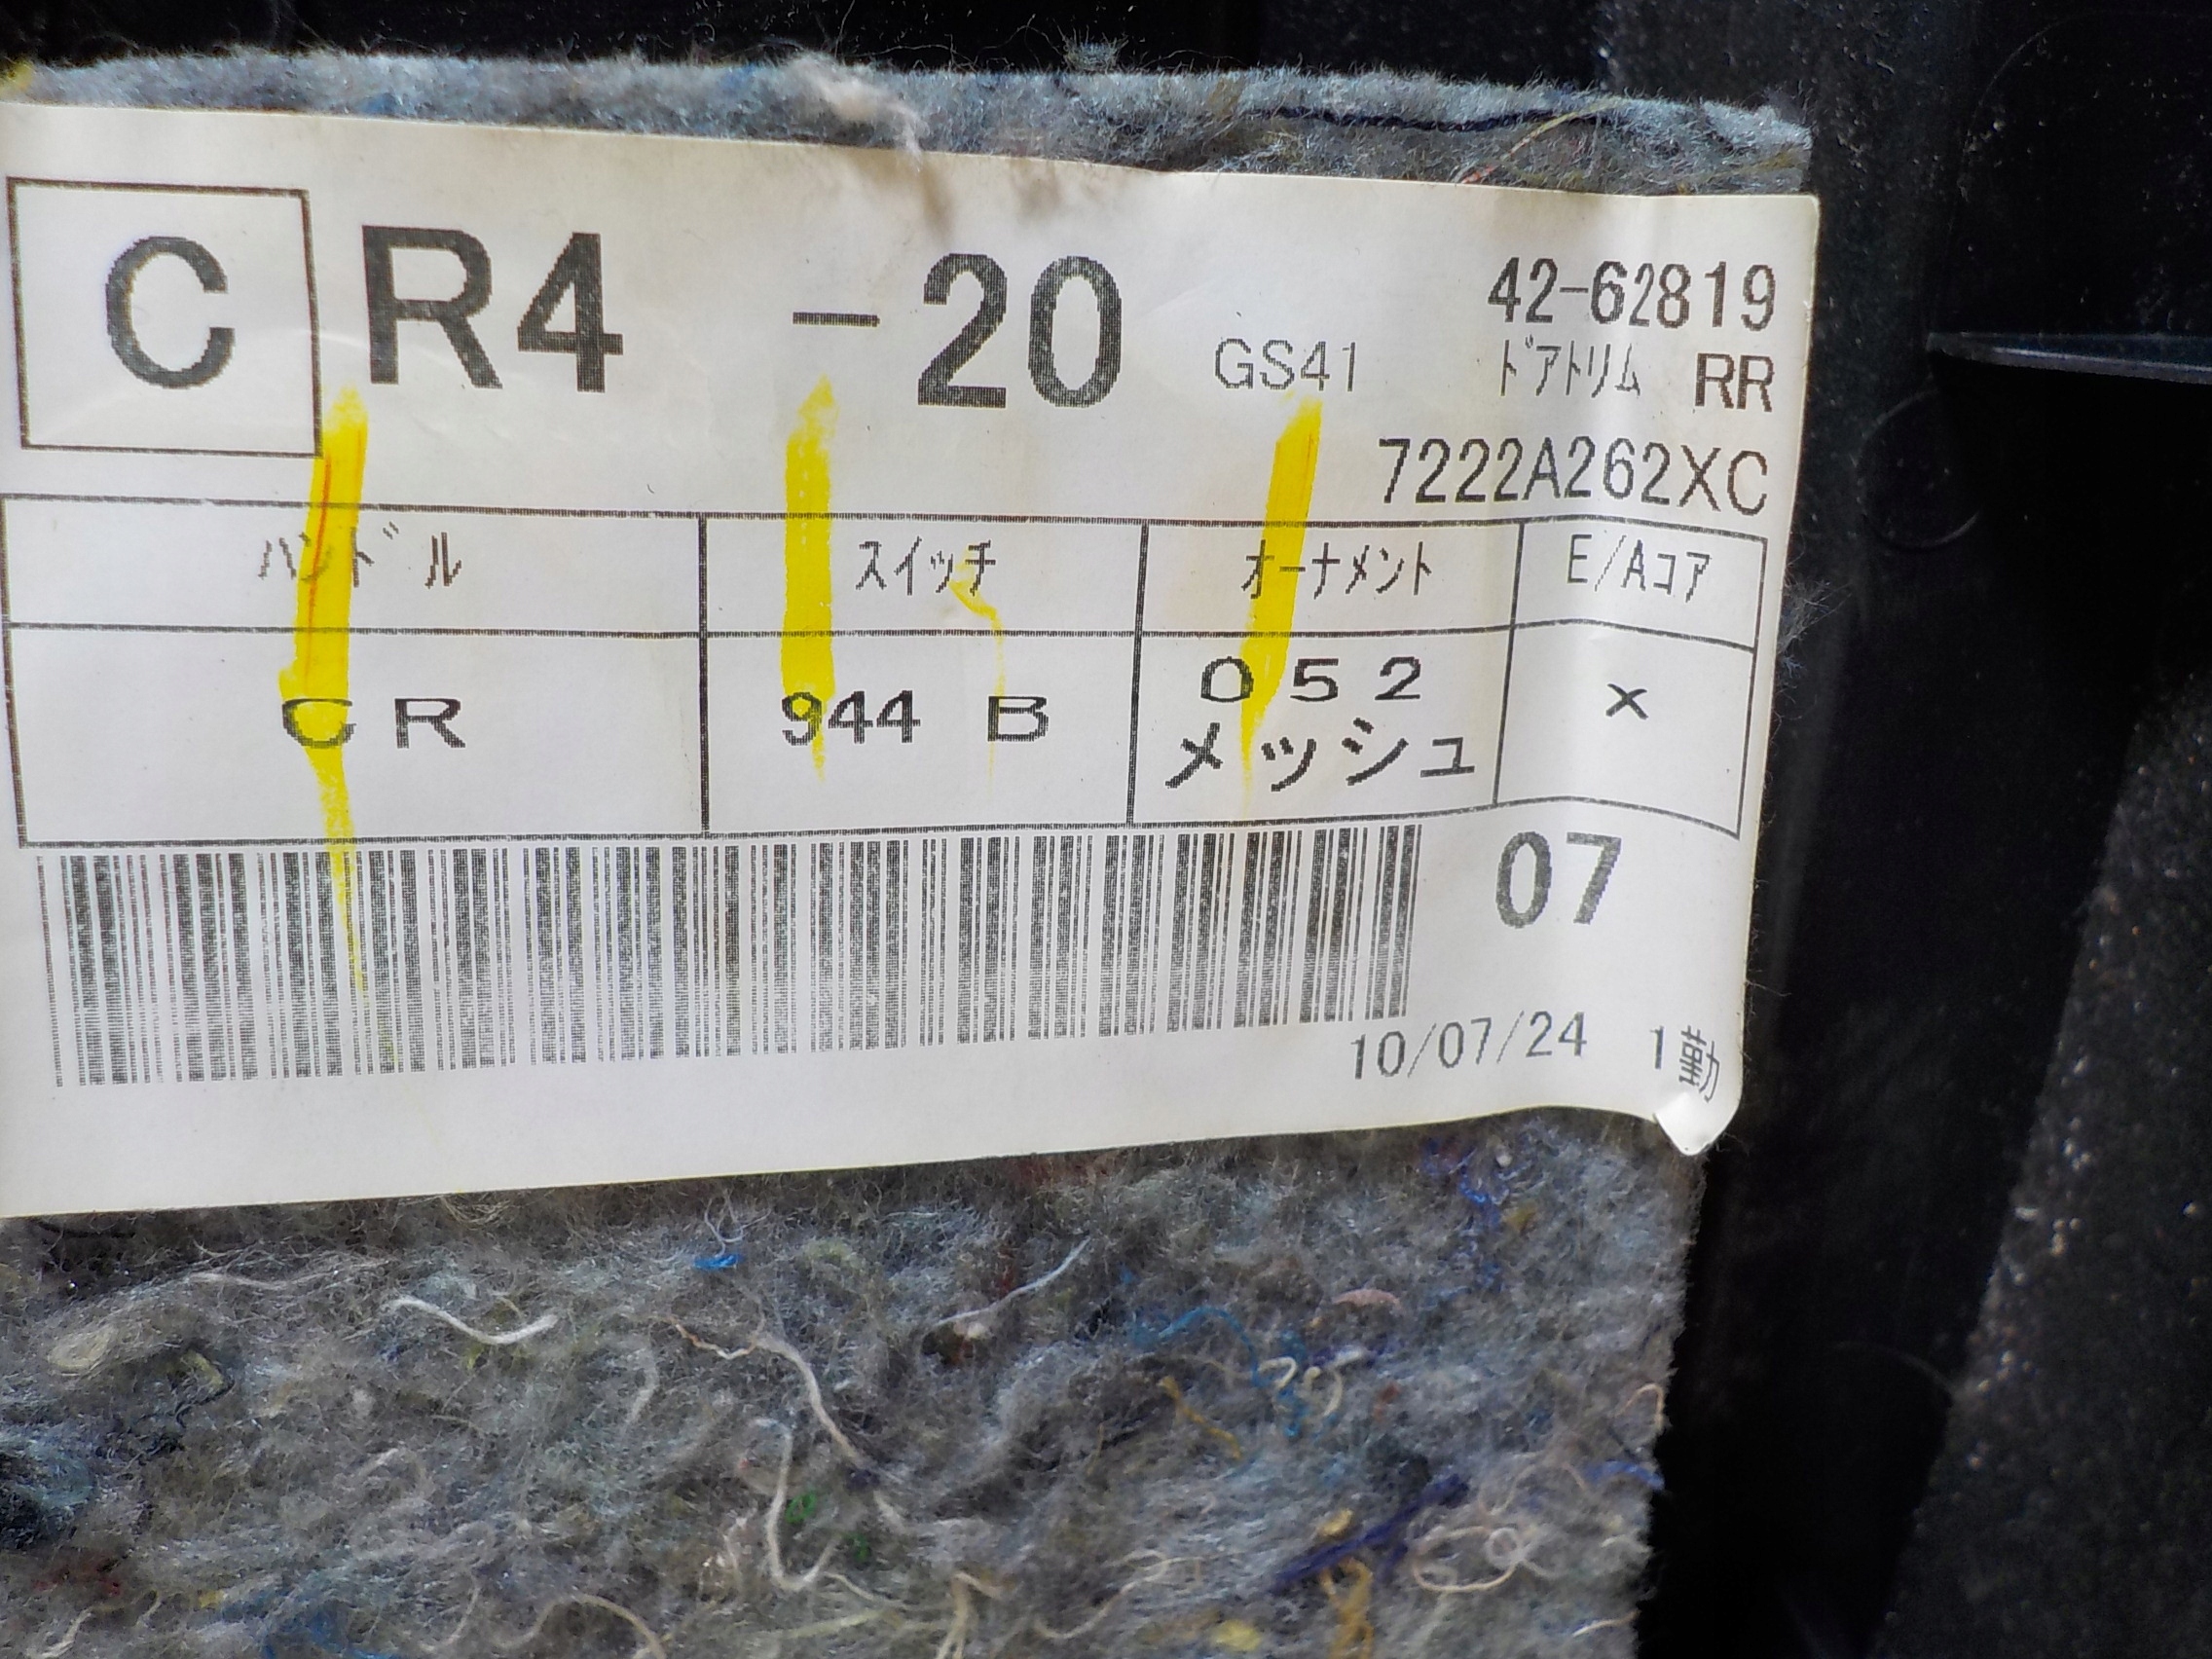 C R4 -20 GS41 42-62819
ﾄﾞｱﾄﾘﾑ RR
7222A262XC
ﾊﾝﾄﾞﾙ ｽｲｯﾁ ｵｰﾅﾒﾝﾄ E/Aｺｱ
CR 944 B 052 ×
メッシュ
07
10/07/24 1勤